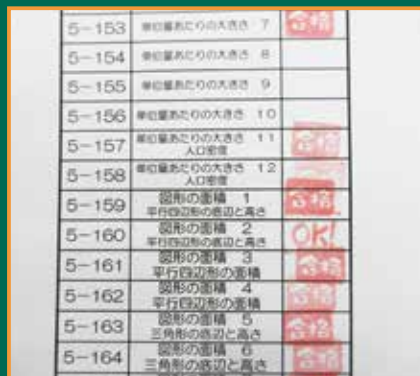 5-153 単位量あたりの大きさ 7 合格
5-154 単位量あたりの大きさ 8
5-155 単位量あたりの大きさ 9
5-156 単位量あたりの大きさ 10
5-157 単位量あたりの大きさ 11 合格
人口密度
5-158 単位量あたりの大きさ 12
人口密度
5-159 図形の面積 1 合格
平行四辺形の底辺と高さ
5-160 図形の面積 2 OK!
平行四辺形の底辺と高さ
5-161 図形の面積 3 合格
平行四辺形の面積
5-162 図形の面積 4 合格
平行四辺形の面積
5-163 図形の面積 5 合格
三角形の底辺と高さ
5-164 図形の面積 6 合格
三角形の底辺と高さ